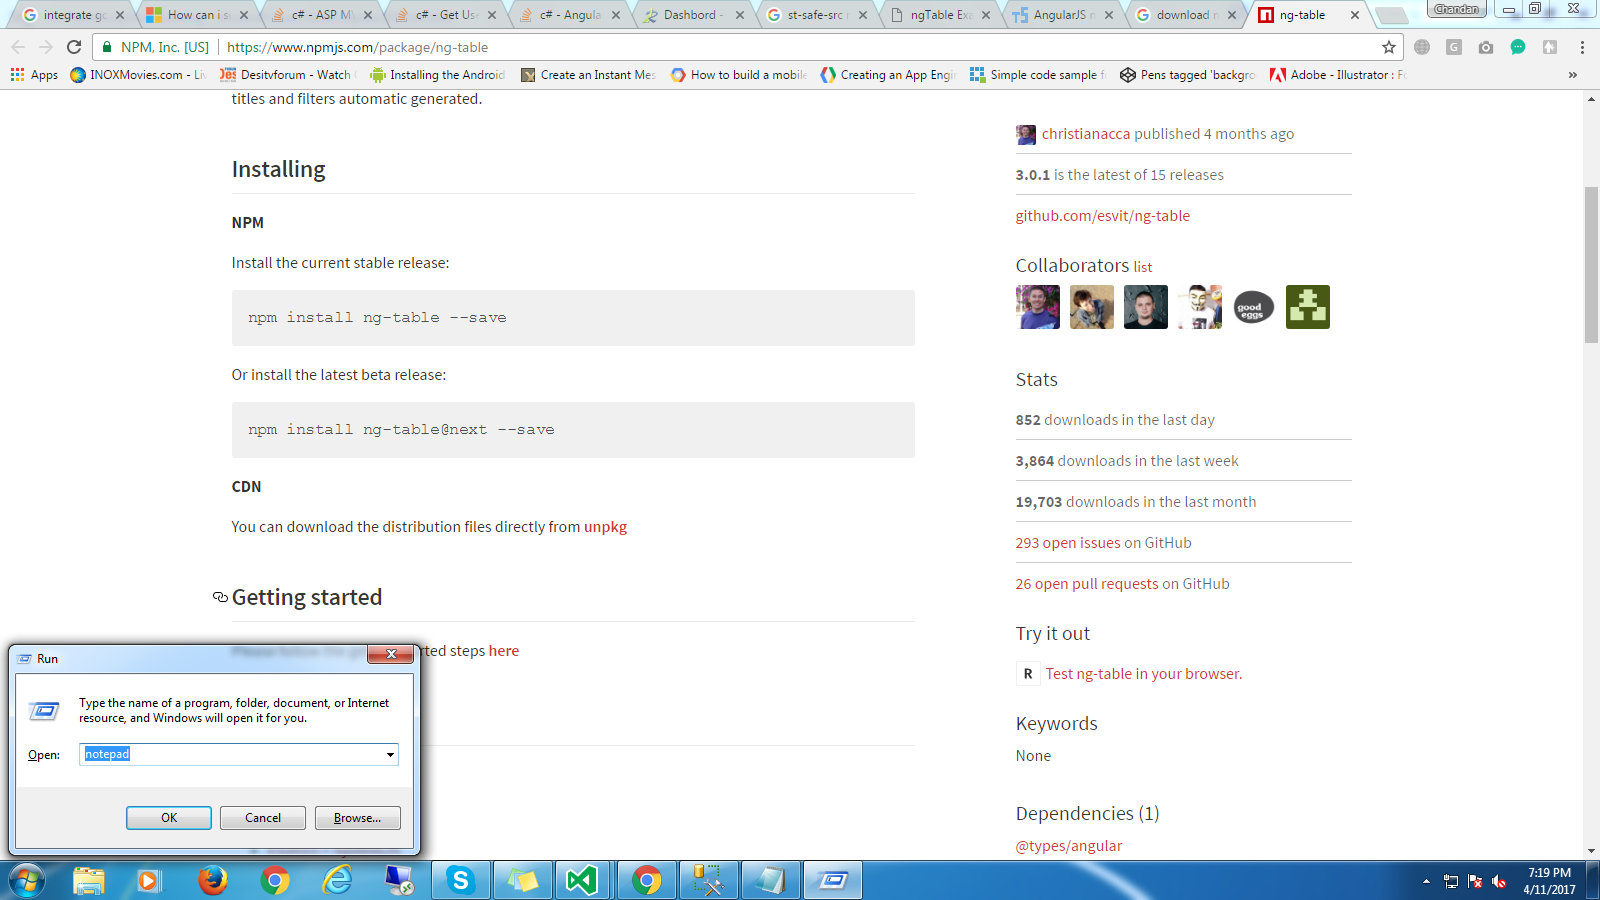 integrate go
How can i s
c# - ASP M
c# - Get Us
c# - Angula
Dashbord -
st-safe-src
ngTable Exa
AngularJS n
download n
ng-table
Chandan
NPM, Inc. [US]
https://www.npmjs.com/package/ng-table
Apps
INOXMovies.com - Li
Desitvforum - Watch
Installing the Android
Create an Instant Mes
How to build a mobile
Creating an App Engi
Simple code sample f
Pens tagged 'backgro
Adobe - Illustrator : Fo
»
titles and filters automatic generated.
Installing
NPM
Install the current stable release:
npm install ng-table --save
Or install the latest beta release:
npm install ng-table@next --save
CDN
You can download the distribution files directly from unpkg
Getting started
rted steps here
christianacca published 4 months ago
3.0.1 is the latest of 15 releases
github.com/esvit/ng-table
Collaborators list
good
eggs
Stats
852 downloads in the last day
3,864 downloads in the last week
19,703 downloads in the last month
293 open issues on GitHub
26 open pull requests on GitHub
Try it out
R Test ng-table in your browser.
Keywords
None
Dependencies (1)
@types/angular
Run
Type the name of a program, folder, document, or Internet
resource, and Windows will open it for you.
Open:
notepad
OK
Cancel
Browse...
7:19 PM
4/11/2017